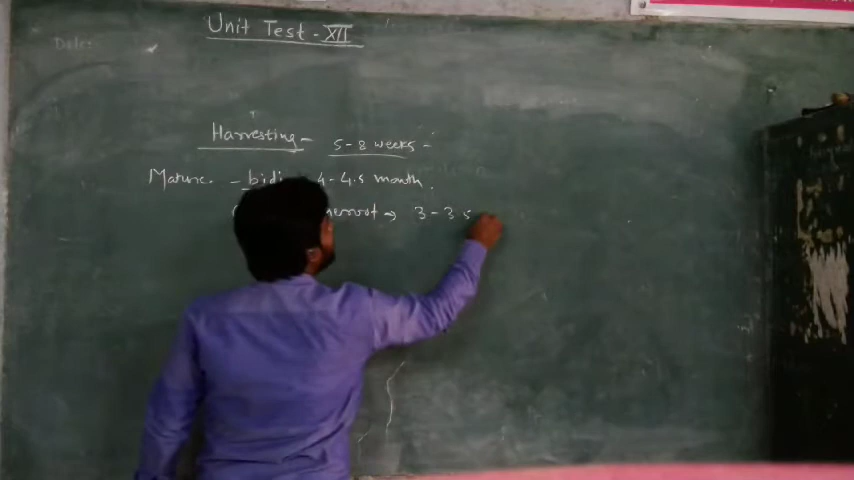 Unit Test - XII
Date:
Harvesting - 5-8 weeks -
Mature. - bidi 4-4.5 month.
3-3.5